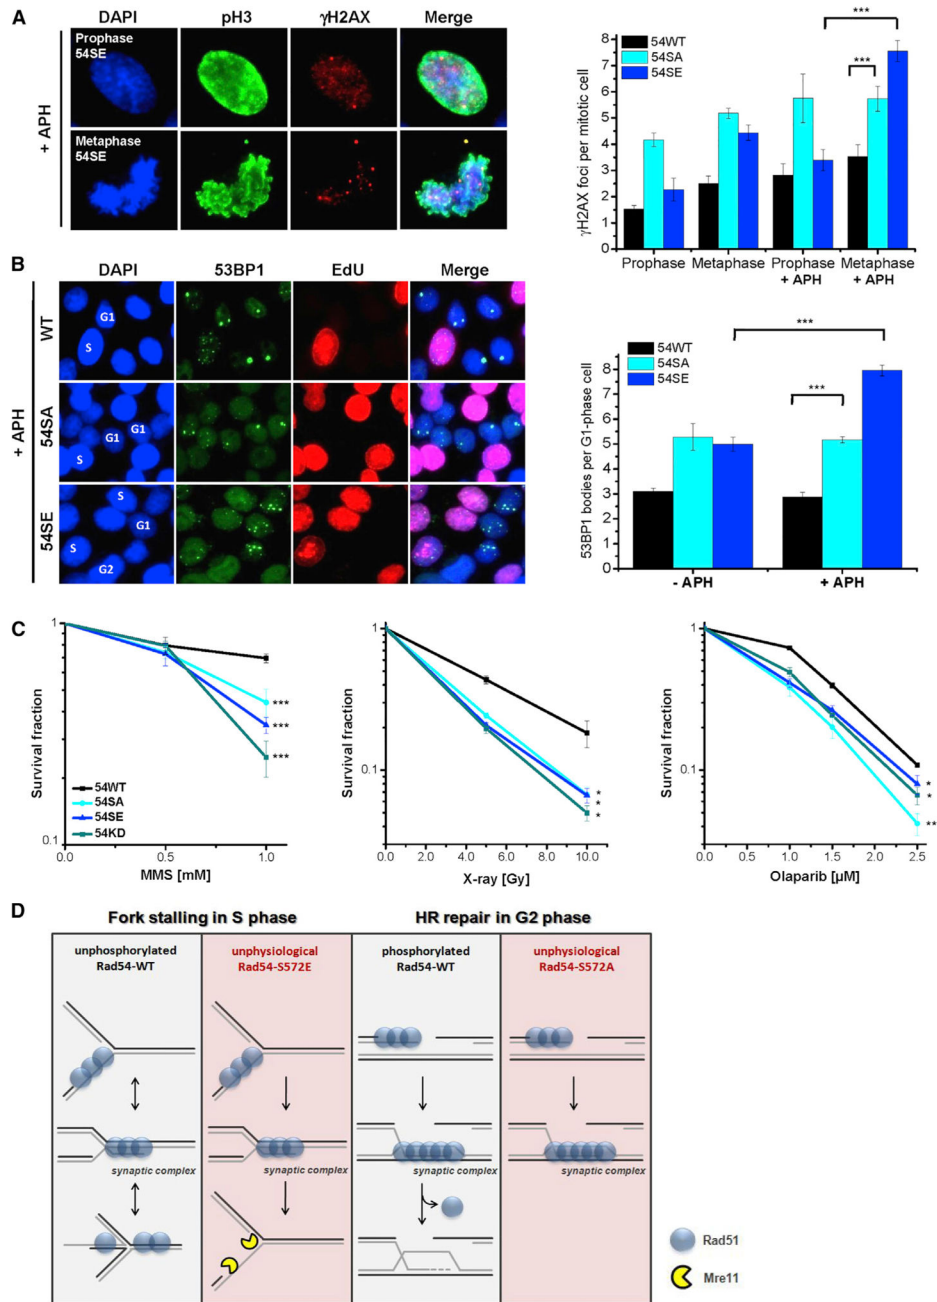 A
DAPI pH3 γH2AX Merge
+ APH
Prophase
54SE
Metaphase
54SE
γH2AX foci per mitotic cell
8
7
6
5
4
3
2
1
54WT
54SA
54SE
***
***
Prophase Metaphase Prophase Metaphase
+ APH + APH
B
DAPI 53BP1 EdU Merge
+ APH
WT
G1
S
54SA
G1
G1
S
54SE
S
G1
S
G2
53BP1 bodies per G1-phase cell
8
7
6
5
4
3
2
1
0
54WT
54SA
54SE
***
***
- APH + APH
C
Survival fraction
1
0.1
54WT
54SA
54SE
54KD
***
***
***
0.0 0.5 1.0
MMS [mM]
Survival fraction
1
0.1
*
*
*
0.0 2.0 4.0 6.0 8.0 10.0
X-ray [Gy]
Survival fraction
1
0.1
*
*
**
0.0 0.5 1.0 1.5 2.0 2.5
Olaparib [µM]
D
Fork stalling in S phase HR repair in G2 phase
unphosphorylated
Rad54-WT
unphysiological
Rad54-S572E
phosphorylated
Rad54-WT
unphysiological
Rad54-S572A
synaptic complex
synaptic complex
synaptic complex
synaptic complex
Rad51
Mre11